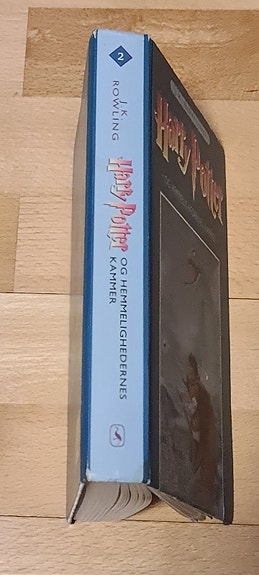 2
J.K.
ROWLING
Harry Potter
OG HEMMELIGHEDERNES
KAMMER
Harry Potter